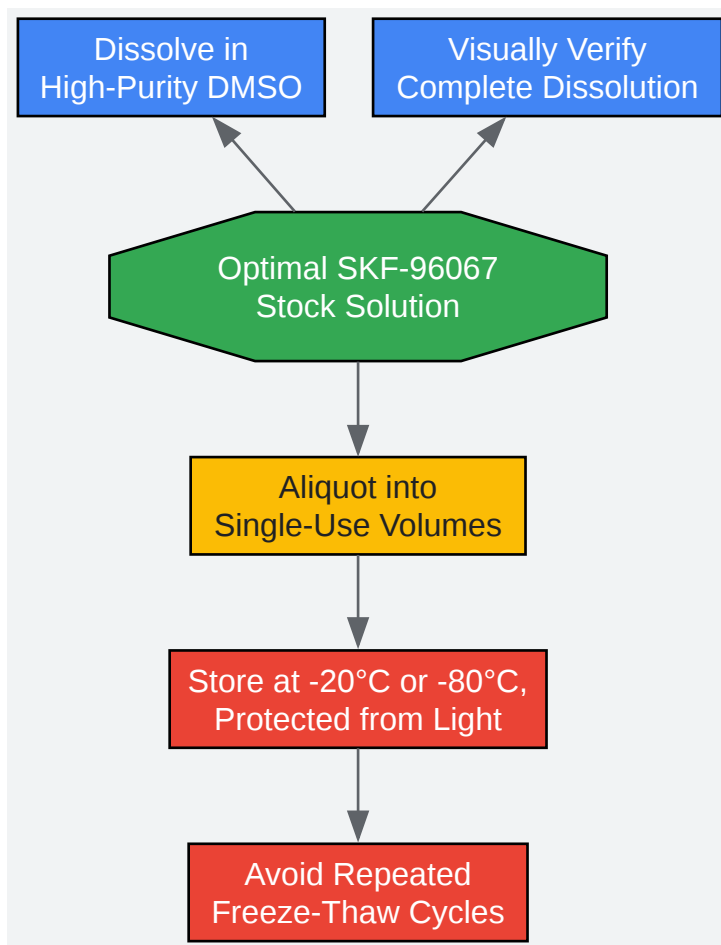 Dissolve in
High-Purity DMSO
Visually Verify
Complete Dissolution
Optimal SKF-96067
Stock Solution
Aliquot into
Single-Use Volumes
Store at -20°C or -80°C,
Protected from Light
Avoid Repeated
Freeze-Thaw Cycles